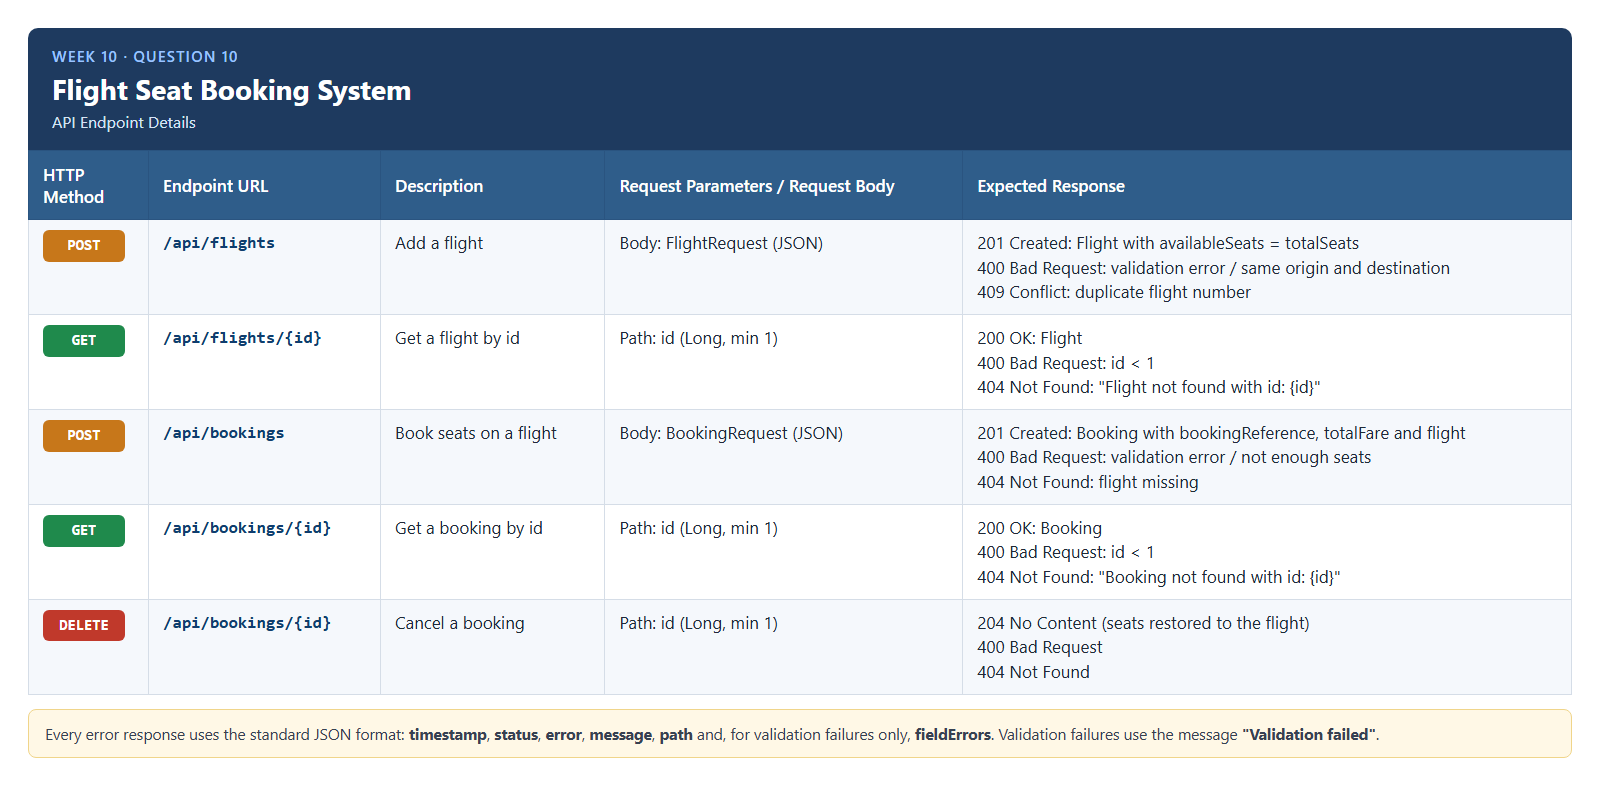 WEEK 10 · QUESTION 10
Flight Seat Booking System
API Endpoint Details
HTTP Method
Endpoint URL
Description
Request Parameters / Request Body
Expected Response
POST
/api/flights
Add a flight
Body: FlightRequest (JSON)
201 Created: Flight with availableSeats = totalSeats
400 Bad Request: validation error / same origin and destination
409 Conflict: duplicate flight number
GET
/api/flights/{id}
Get a flight by id
Path: id (Long, min 1)
200 OK: Flight
400 Bad Request: id < 1
404 Not Found: "Flight not found with id: {id}"
POST
/api/bookings
Book seats on a flight
Body: BookingRequest (JSON)
201 Created: Booking with bookingReference, totalFare and flight
400 Bad Request: validation error / not enough seats
404 Not Found: flight missing
GET
/api/bookings/{id}
Get a booking by id
Path: id (Long, min 1)
200 OK: Booking
400 Bad Request: id < 1
404 Not Found: "Booking not found with id: {id}"
DELETE
/api/bookings/{id}
Cancel a booking
Path: id (Long, min 1)
204 No Content (seats restored to the flight)
400 Bad Request
404 Not Found
Every error response uses the standard JSON format: timestamp, status, error, message, path and, for validation failures only, fieldErrors. Validation failures use the message "Validation failed".